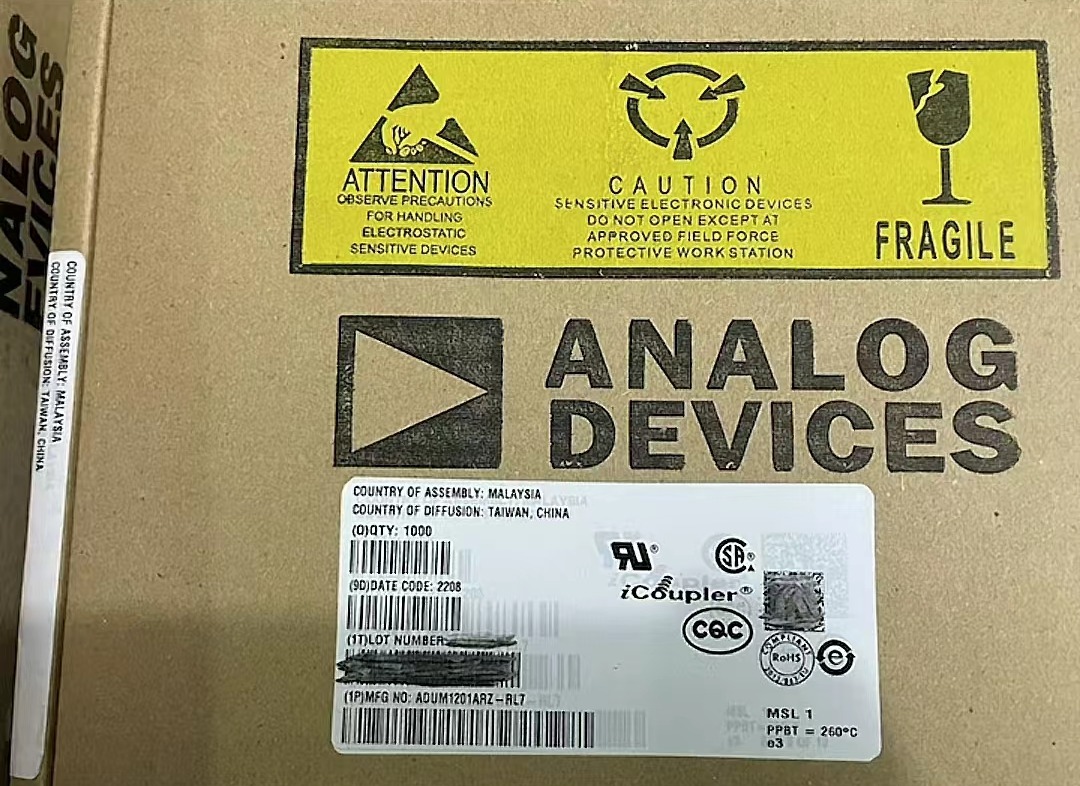 ANALOG
DEVICES
COUNTRY OF ASSEMBLY: MALAYSIA
COUNTRY OF DIFFUSION: TAIWAN, CHINA
ATTENTION
OBSERVE PRECAUTIONS
FOR HANDLING
ELECTROSTATIC
SENSITIVE DEVICES
CAUTION
SENSITIVE ELECTRONIC DEVICES
DO NOT OPEN EXCEPT AT
APPROVED FIELD FORCE
PROTECTIVE WORK STATION
FRAGILE
ANALOG
DEVICES
COUNTRY OF ASSEMBLY: MALAYSIA
COUNTRY OF DIFFUSION: TAIWAN, CHINA
(Q)QTY: 1000
(9D)DATE CODE: 2208
(1T)LOT NUMBER
(1P)MFG NO: ADUM1201ARZ-RL7
RU®
SA®
iCoupler®
CQC
COMPLIANT
RoHS
e
MSL 1
PPBT = 260°C
e3